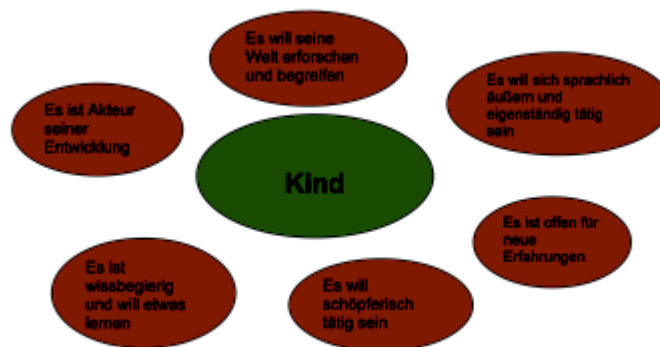 Es will seine
Welt erforschen
und begreifen
Es will sich sprachlich
äußern und
eigenständig tätig
sein
Es ist Akteur
seiner
Entwicklung
Kind
Es ist offen für
neue
Erfahrungen
Es ist
wissbegierig
und will etwas
lernen
Es will
schöpferisch
tätig sein